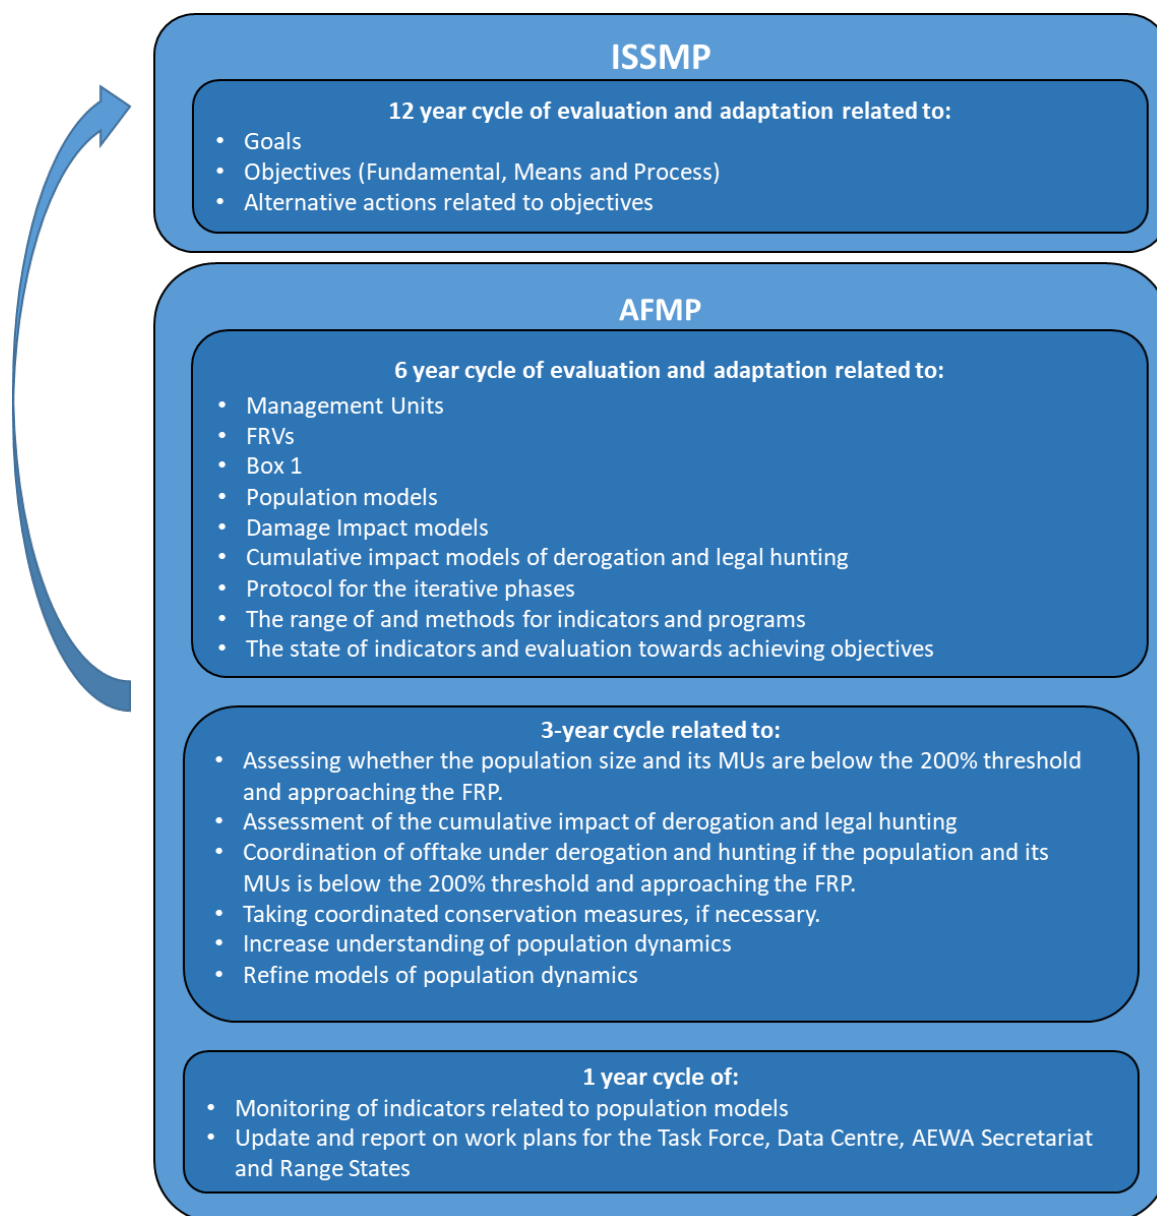 ISSMP
12 year cycle of evaluation and adaptation related to:
• Goals
• Objectives (Fundamental, Means and Process)
• Alternative actions related to objectives
AFMP
6 year cycle of evaluation and adaptation related to:
• Management Units
• FRVs
• Box 1
• Population models
• Damage Impact models
• Cumulative impact models of derogation and legal hunting
• Protocol for the iterative phases
• The range of and methods for indicators and programs
• The state of indicators and evaluation towards achieving objectives
3-year cycle related to:
• Assessing whether the population size and its MUs are below the 200% threshold
and approaching the FRP.
• Assessment of the cumulative impact of derogation and legal hunting
• Coordination of offtake under derogation and hunting if the population and its
MUs is below the 200% threshold and approaching the FRP.
• Taking coordinated conservation measures, if necessary.
• Increase understanding of population dynamics
• Refine models of population dynamics
1 year cycle of:
• Monitoring of indicators related to population models
• Update and report on work plans for the Task Force, Data Centre, AEWA Secretariat
and Range States